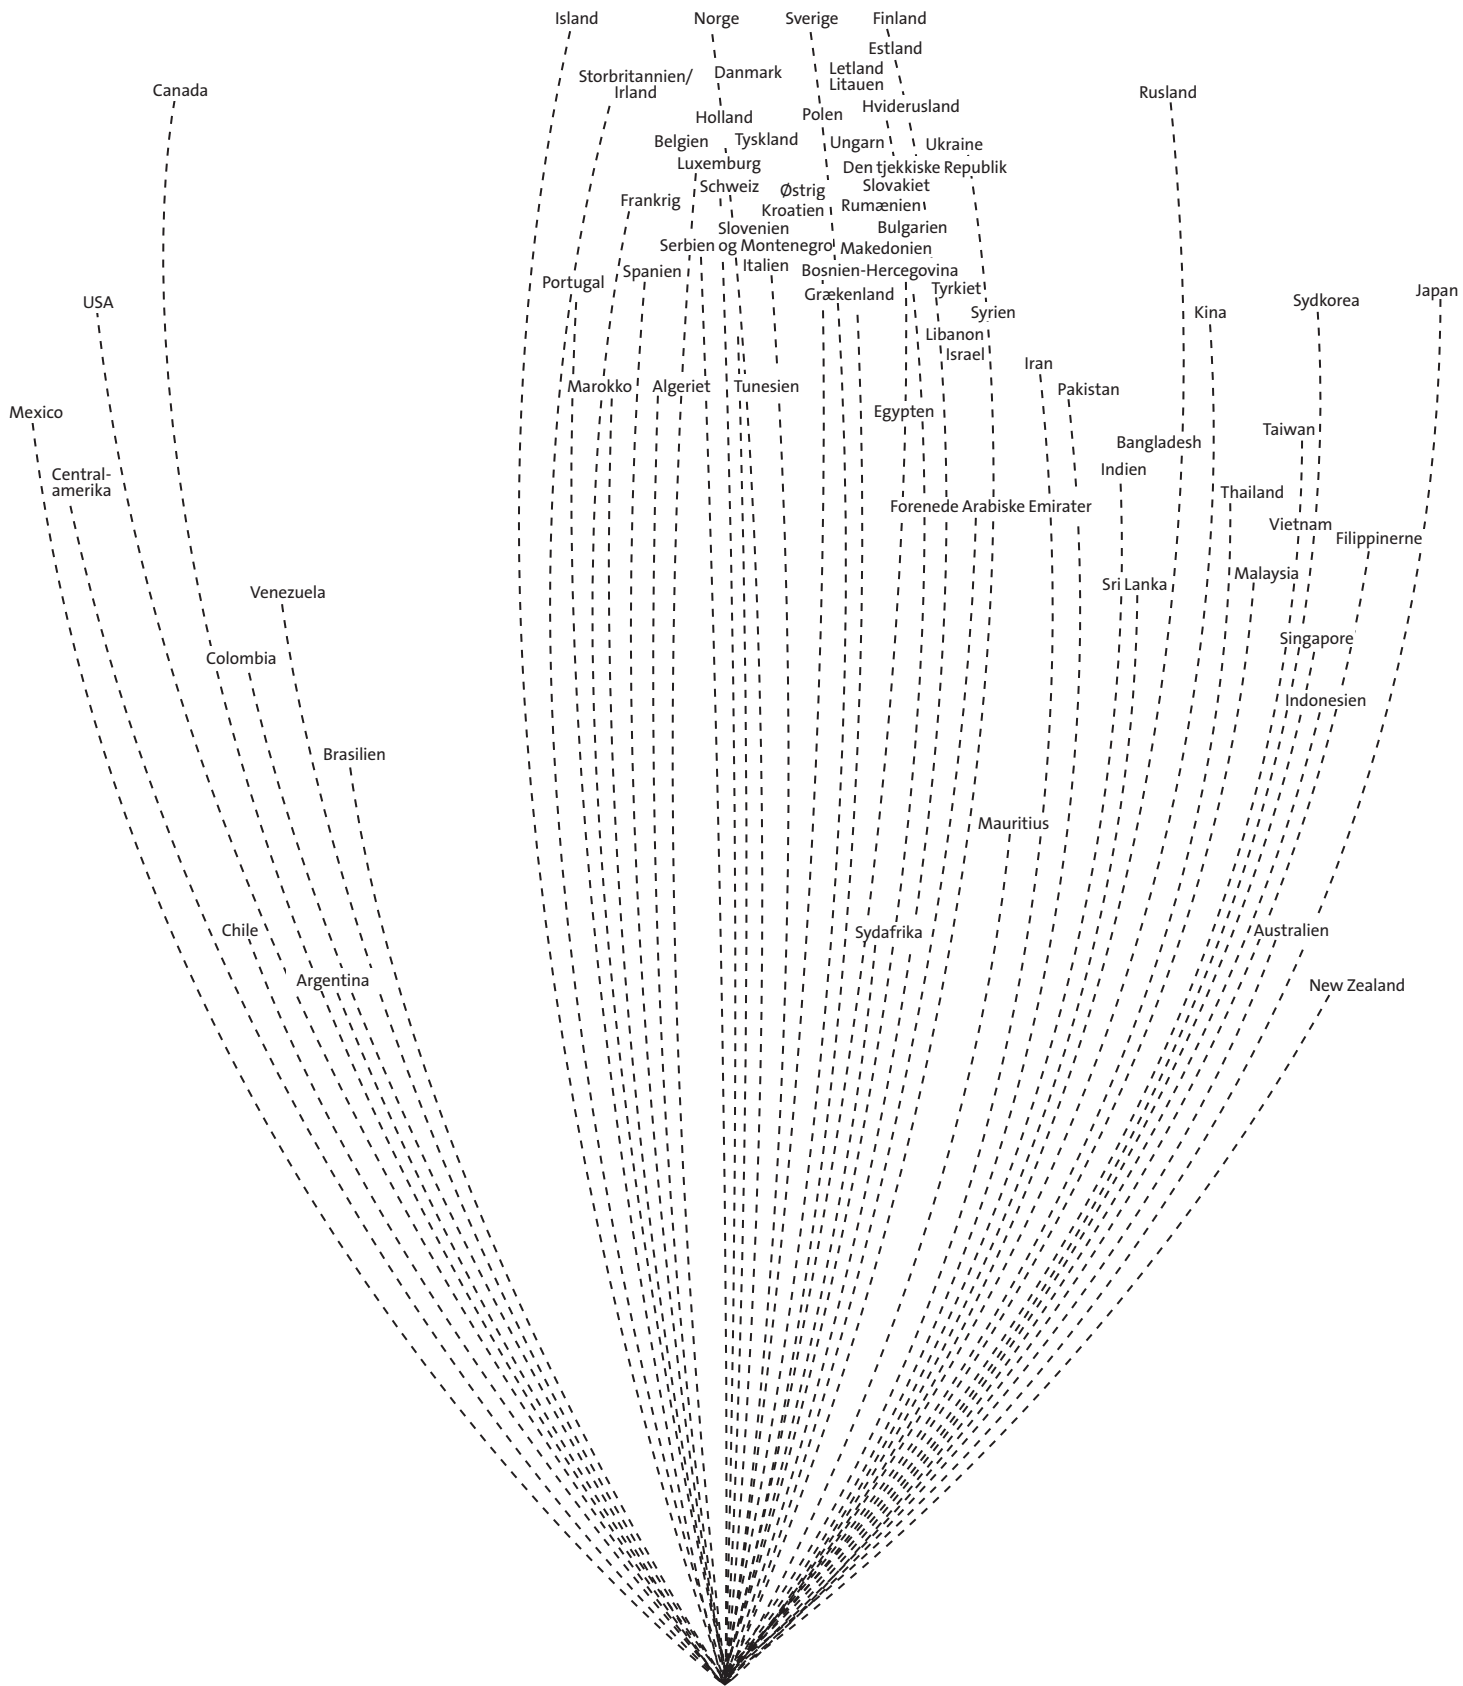 Island
Norge
Sverige
Finland
Estland
Letland
Litauen
Storbritannien/
Irland
Danmark
Canada
Rusland
Hviderusland
Holland
Polen
Belgien
Tyskland
Ungarn
Ukraine
Luxemburg
Den tjekkiske Republik
Schweiz
Østrig
Slovakiet
Frankrig
Kroatien
Rumænien
Slovenien
Bulgarien
Serbien og Montenegro
Makedonien
Italien
Spanien
Bosnien-Hercegovina
Portugal
Grækenland
Tyrkiet
Japan
USA
Sydkorea
Syrien
Kina
Libanon
Israel
Iran
Marokko
Algeriet
Tunesien
Pakistan
Mexico
Egypten
Taiwan
Bangladesh
Indien
Central-
amerika
Thailand
Forenede Arabiske Emirater
Vietnam
Filippinerne
Malaysia
Sri Lanka
Venezuela
Singapore
Colombia
Indonesien
Brasilien
Mauritius
Chile
Sydafrika
Australien
Argentina
New Zealand